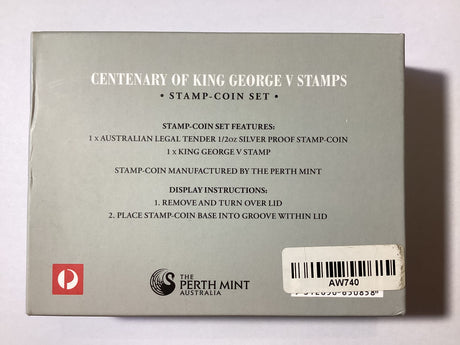 CENTENARY OF KING GEORGE V STAMPS
• STAMP-COIN SET •
STAMP-COIN SET FEATURES:
1 x AUSTRALIAN LEGAL TENDER 1/2oz SILVER PROOF STAMP-COIN
1 x KING GEORGE V STAMP
STAMP-COIN MANUFACTURED BY THE PERTH MINT
DISPLAY INSTRUCTIONS:
1. REMOVE AND TURN OVER LID
2. PLACE STAMP-COIN BASE INTO GROOVE WITHIN LID
THE
PERTH MINT
AUSTRALIA
AW740